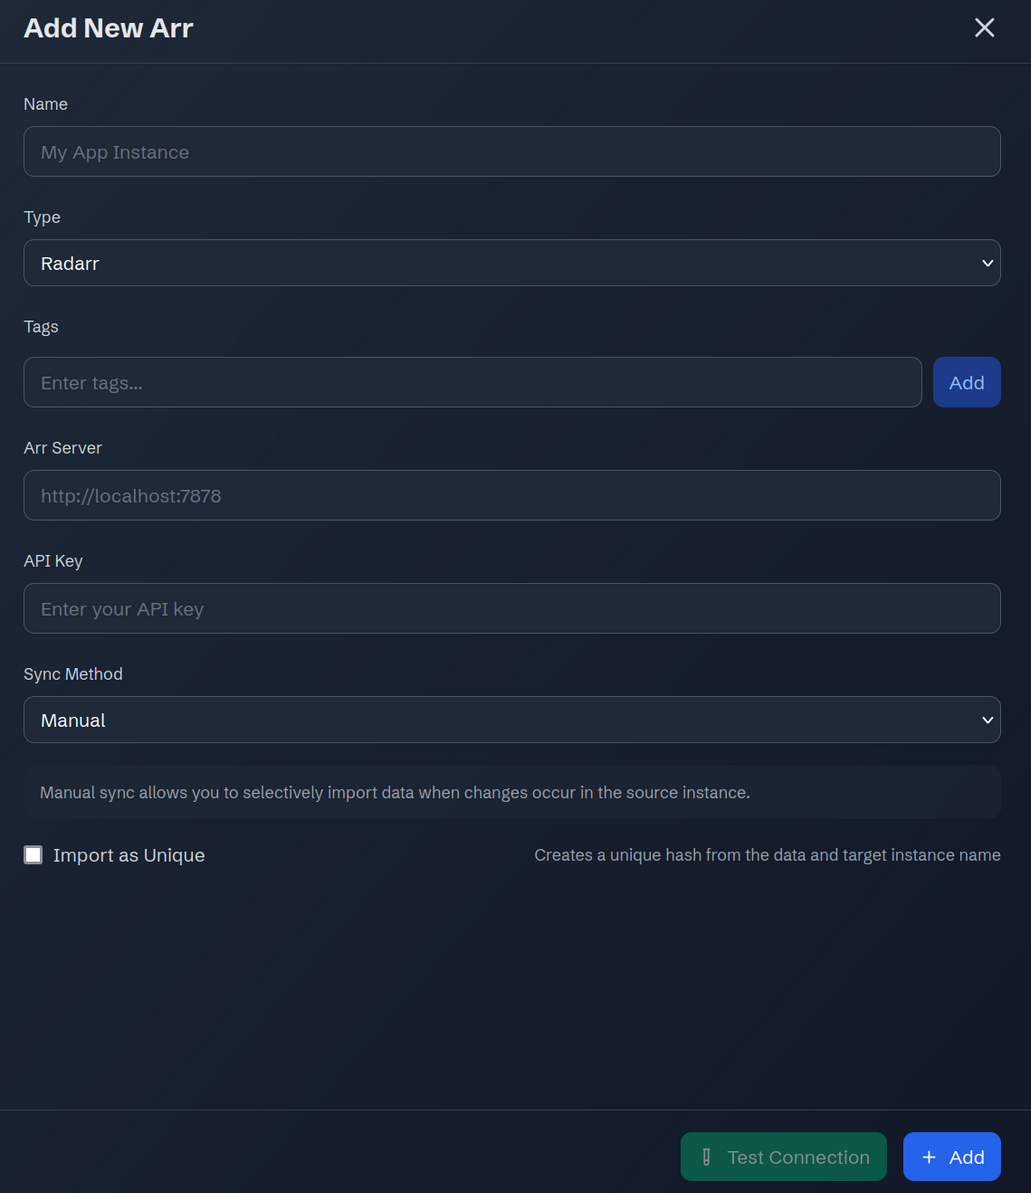 Add New Arr
Name
My App Instance
Type
Radarr
Tags
Enter tags...
Add
Arr Server
http://localhost:7878
API Key
Enter your API key
Sync Method
Manual
Manual sync allows you to selectively import data when changes occur in the source instance.
Import as Unique
Creates a unique hash from the data and target instance name
Test Connection
+ Add